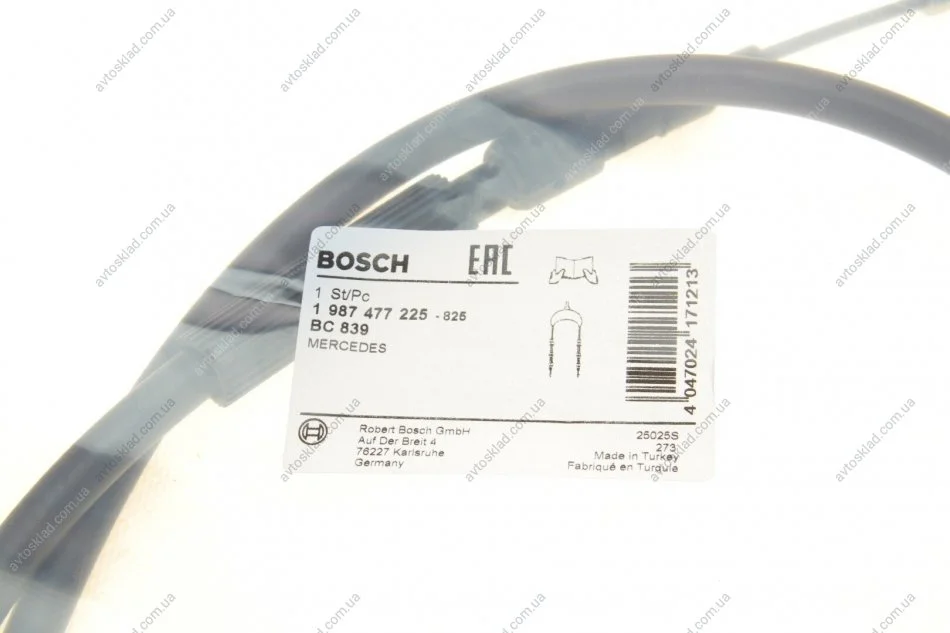 BOSCH
EAC
1 St/Pc
1 987 477 225 - 825
BC 839
MERCEDES
4 047024 171213
Robert Bosch GmbH
Auf Der Breit 4
76227 Karlsruhe
Germany
25025S
273
Made in Turkey
Fabriqué en Turquie
avtosklad.com.ua